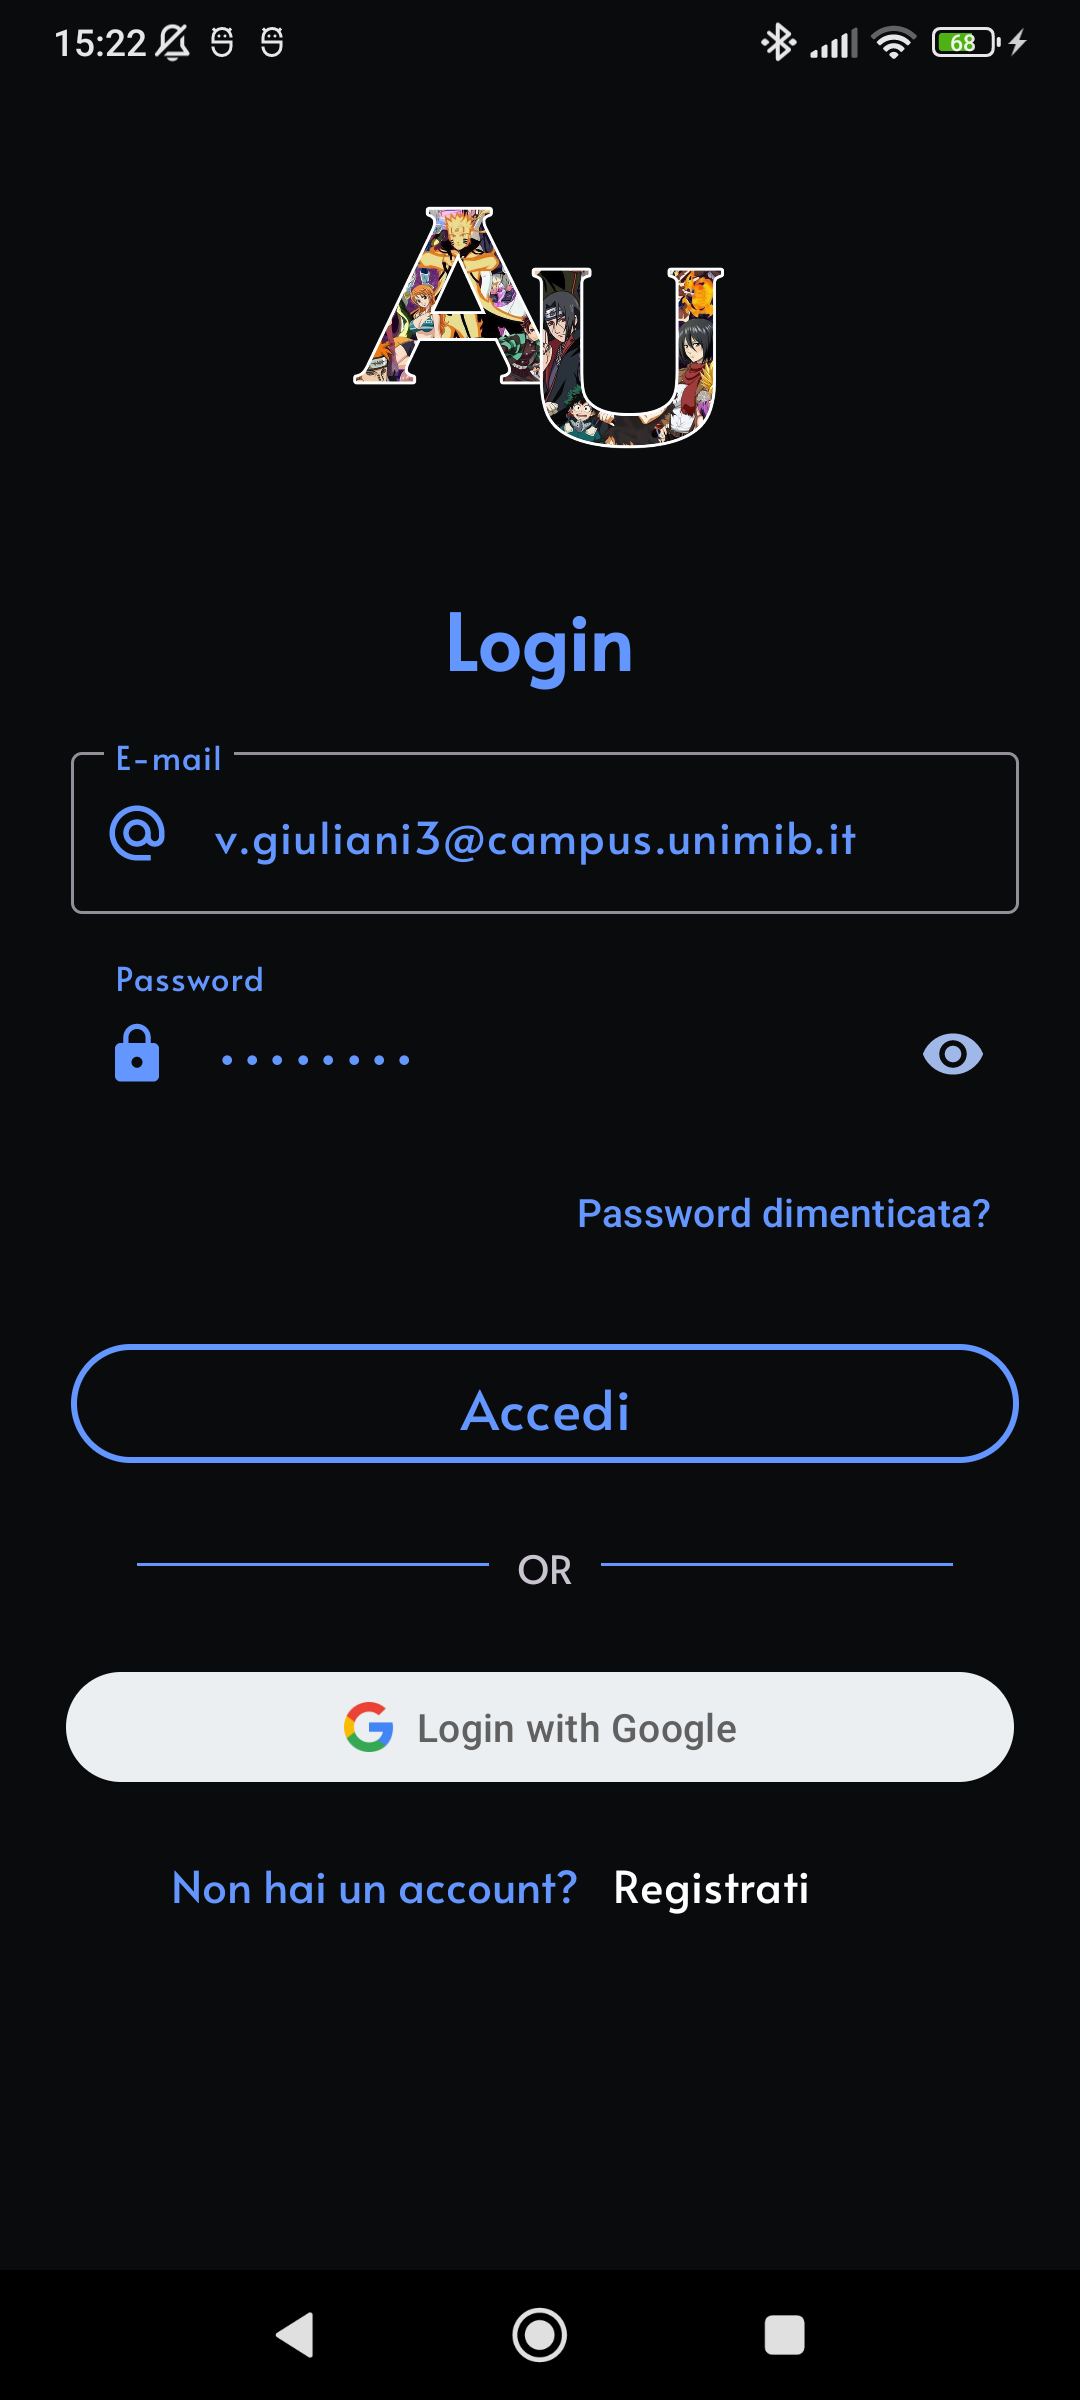 15:22 68
AU
Login
E-mail
v.giuliani3@campus.unimib.it
Password
Password dimenticata?
Accedi
OR
Login with Google
Non hai un account? Registrati